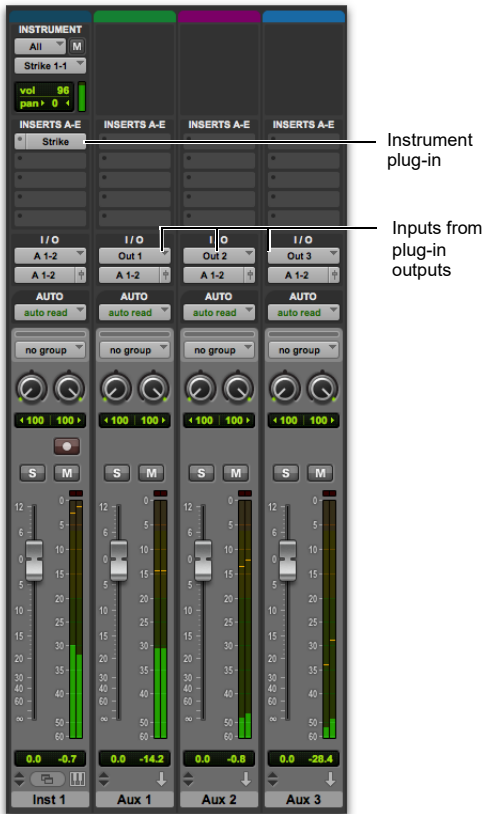 INSTRUMENT
All M
Strike 1-1
vol 96
pan 0
INSERTS A-E INSERTS A-E INSERTS A-E INSERTS A-E
Strike
Instrument
plug-in
Inputs from
plug-in
outputs
I / O I / O I / O I / O
A 1-2 Out 1 Out 2 Out 3
A 1-2 A 1-2 A 1-2 A 1-2
AUTO AUTO AUTO AUTO
auto read auto read auto read auto read
no group no group no group no group
100 100 100 100 100 100 100 100
S M S M S M S M
0 0 0 0
12 12 12 12
5 5 5 5
6 6 6 6
10 10 10 10
0 0 0 0
15 15 15 15
5 5 5 5
20 20 20 20
10 10 10 10
25 25 25 25
15 30 15 30 15 30 15 30
20 35 20 35 20 35 20 35
30 30 30 30
40 40 40 40 40 40 40 40
60 60 60 60
∞ 50 ∞ 50 ∞ 50 ∞ 50
60 60 60 60
0.0 -0.7 0.0 -14.2 0.0 -0.8 0.0 -28.4
Inst 1 Aux 1 Aux 2 Aux 3